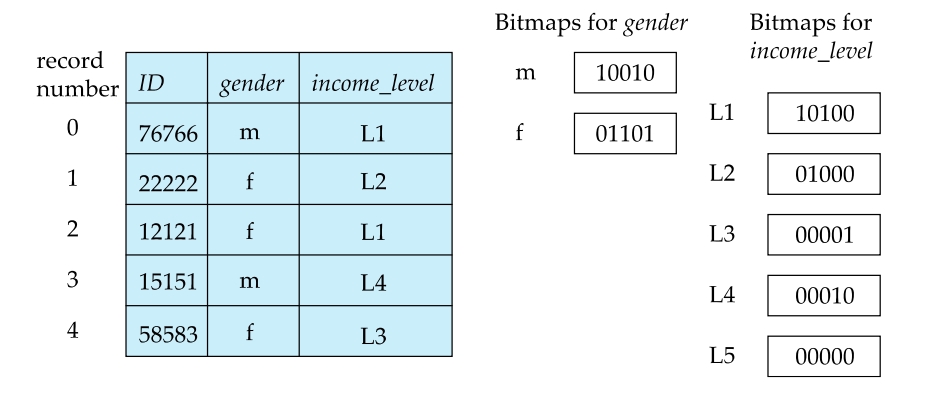 record
number
ID gender income_level
0 76766 m L1
1 22222 f L2
2 12121 f L1
3 15151 m L4
4 58583 f L3
Bitmaps for gender
m 10010
f 01101
Bitmaps for
income_level
L1 10100
L2 01000
L3 00001
L4 00010
L5 00000